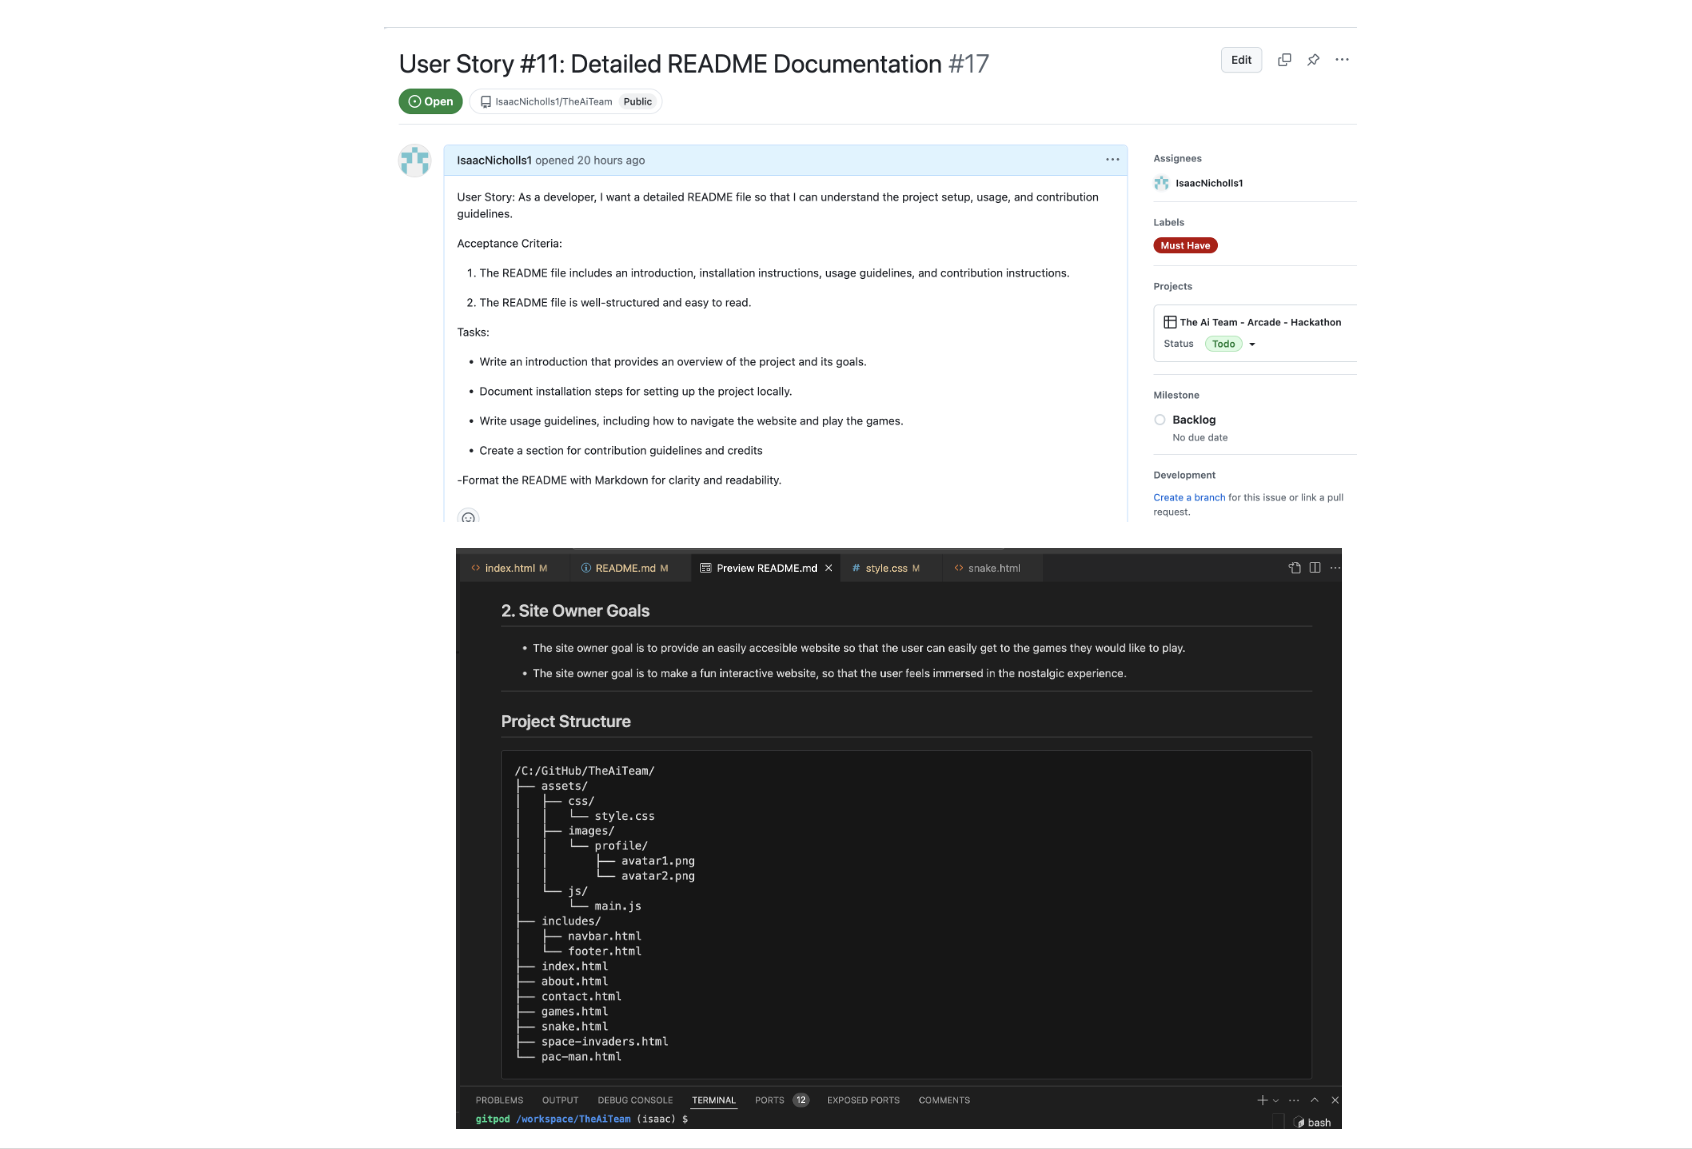 User Story #11: Detailed README Documentation #17
Edit
Open
IsaacNicholls1/TheAiTeam Public
IsaacNicholls1 opened 20 hours ago
User Story: As a developer, I want a detailed README file so that I can understand the project setup, usage, and contribution
guidelines.
Acceptance Criteria:
1. The README file includes an introduction, installation instructions, usage guidelines, and contribution instructions.
2. The README file is well-structured and easy to read.
Tasks:
• Write an introduction that provides an overview of the project and its goals.
• Document installation steps for setting up the project locally.
• Write usage guidelines, including how to navigate the website and play the games.
• Create a section for contribution guidelines and credits
-Format the README with Markdown for clarity and readability.
Assignees
IsaacNicholls1
Labels
Must Have
Projects
The Ai Team - Arcade - Hackathon
Status Todo
Milestone
Backlog
No due date
Development
Create a branch for this issue or link a pull
request.
index.html M README.md M Preview README.md style.css M snake.html
2. Site Owner Goals
• The site owner goal is to provide an easily accesible website so that the user can easily get to the games they would like to play.
• The site owner goal is to make a fun interactive website, so that the user feels immersed in the nostalgic experience.
Project Structure
/C:/GitHub/TheAiTeam/
├── assets/
│   ├── css/
│   │   └── style.css
│   ├── images/
│   │   └── profile/
│   │       ├── avatar1.png
│   │       └── avatar2.png
│   └── js/
│       └── main.js
├── includes/
│   ├── navbar.html
│   └── footer.html
├── index.html
├── about.html
├── contact.html
├── games.html
├── snake.html
├── space-invaders.html
└── pac-man.html
PROBLEMS OUTPUT DEBUG CONSOLE TERMINAL PORTS 12 EXPOSED PORTS COMMENTS
gitpod /workspace/TheAiTeam (isaac) $
bash